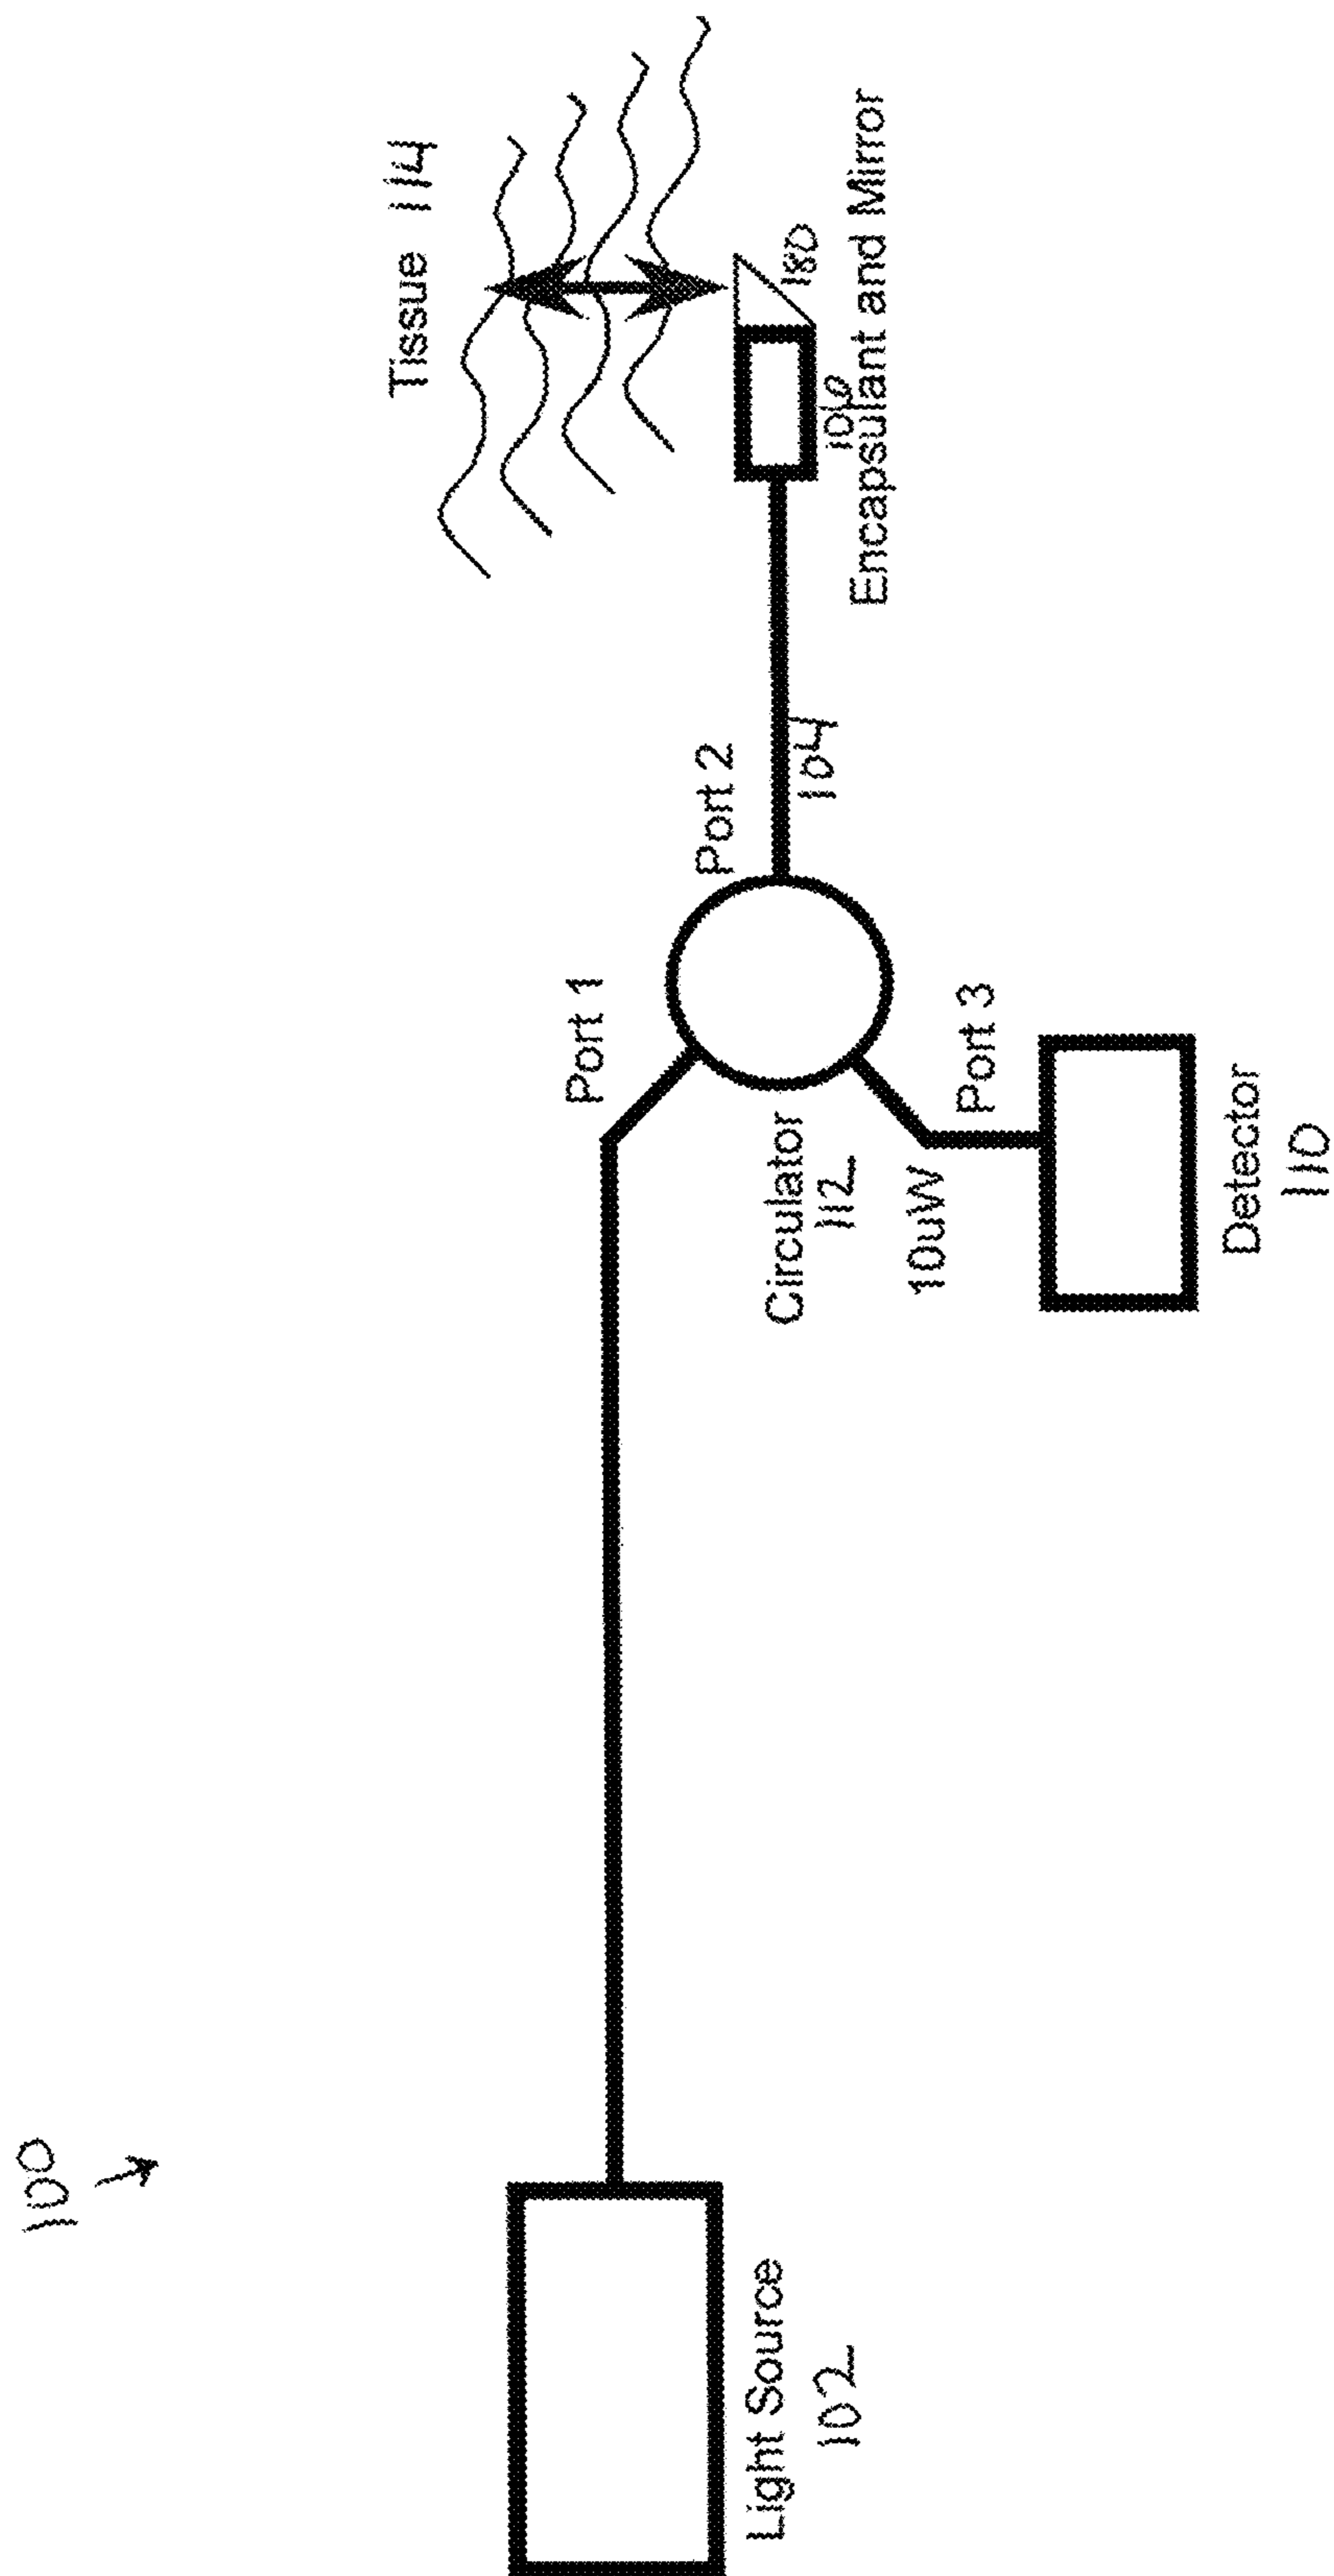 100
Tissue 114
Port 1
Port 2
104
180
106
Encapsulant and Mirror
Circulator
112
10uW
Port 3
Light Source
102
Detector
110